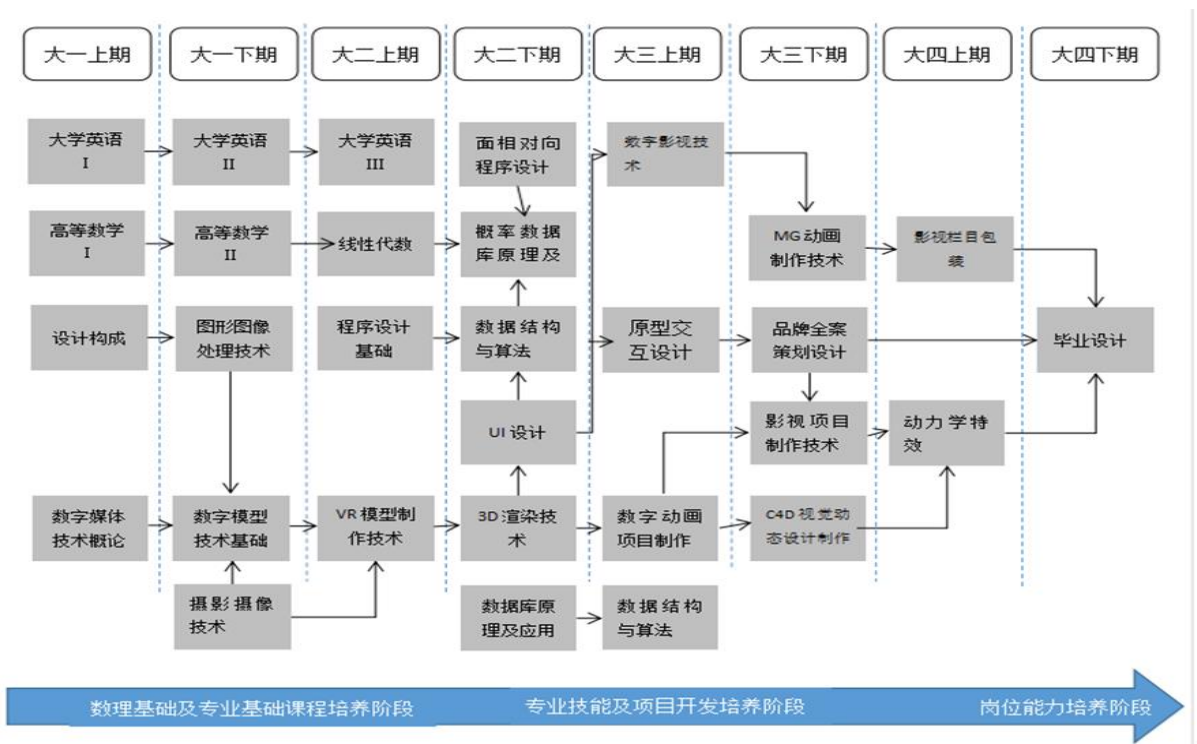 大一上期
大一下期
大二上期
大二下期
大三上期
大三下期
大四上期
大四下期
大学英语
I
大学英语
II
大学英语
III
面相对向
程序设计
数字影视技
术
高等数学
I
高等数学
II
线性代数
概率数据
库原理及
MG动画
制作技术
影视栏目包
装
设计构成
图形图像
处理技术
程序设计
基础
数据结构
与算法
原型交
互设计
品牌全案
策划设计
毕业设计
UI设计
影视项目
制作技术
动力学特
效
数字媒体
技术概论
数字模型
技术基础
VR模型制
作技术
3D渲染技
术
数字动画
项目制作
C4D视觉动
态设计制作
摄影摄像
技术
数据库原
理及应用
数据结构
与算法
数理基础及专业基础课程培养阶段
专业技能及项目开发培养阶段
岗位能力培养阶段